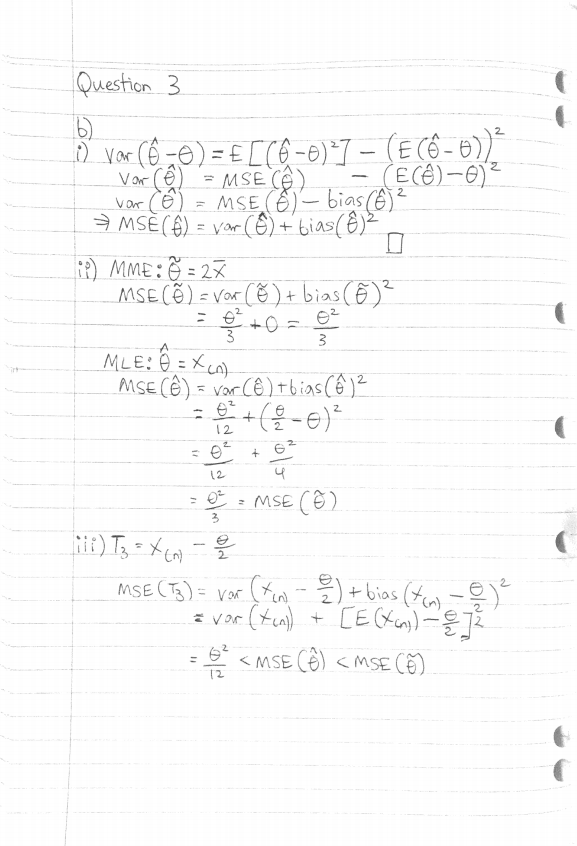 Question 3
b)
i) var(θ̂-θ) = E[(θ̂-θ)²] - (E(θ̂-θ))²
var(θ̂) = MSE(θ̂) - (E(θ̂)-θ)²
var(θ̂) = MSE(θ̂) - bias(θ̂)²
⇒ MSE(θ̂) = var(θ̂) + bias(θ̂)²
□
ii) MME: θ̃ = 2x̄
MSE(θ̃) = var(θ̃) + bias(θ̃)²
= θ²/3 + 0 = θ²/3
MLE: θ̂ = x₍ₙ₎
MSE(θ̂) = var(θ̂) + bias(θ̂)²
= θ²/12 + (θ/2 - θ)²
= θ²/12 + θ²/4
= θ²/3 = MSE(θ̃)
iii) T₃ = x₍ₙ₎ - θ/2
MSE(T₃) = var(x₍ₙ₎ - θ/2) + bias(x₍ₙ₎ - θ/2)²
= var(x₍ₙ₎) + [E(x₍ₙ₎) - θ/2]²
= θ²/12 < MSE(θ̂) < MSE(θ̃)